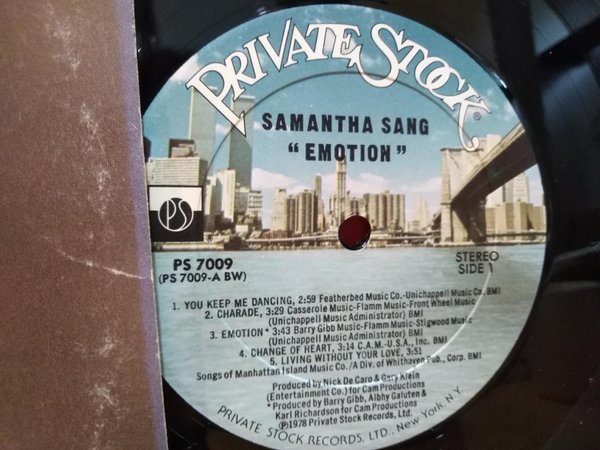 PRIVATE STOCK®
SAMANTHA SANG
"EMOTION"
PS
®
PS 7009
(PS 7009-A BW)
STEREO
SIDE 1
1. YOU KEEP ME DANCING, 2:59 Featherbed Music Co.-Unichappell Music Co. BMI
2. CHARADE, 3:29 Casserole Music-Flamm Music-Front Wheel Music
(Unichappell Music Administrator) BMI
3. EMOTION* 3:43 Barry Gibb Music-Flamm Music-Stigwood Music
(Unichappell Music Administrator) BMI
4. CHANGE OF HEART, 3:14 C.A.M.-U.S.A., Inc. BMI
5. LIVING WITHOUT YOUR LOVE, 3:51
Songs of Manhattan Island Music Co./A Div. of Whithaven Pub., Corp. BMI
Produced by Nick De Caro & Gary Klein
(Entertainment Co.) for Cam Productions
*Produced by Barry Gibb, Albhy Galuten &
Karl Richardson for Cam Productions
Ⓟ1978 Private Stock Records, Ltd.
PRIVATE STOCK RECORDS, LTD., New York, N.Y.